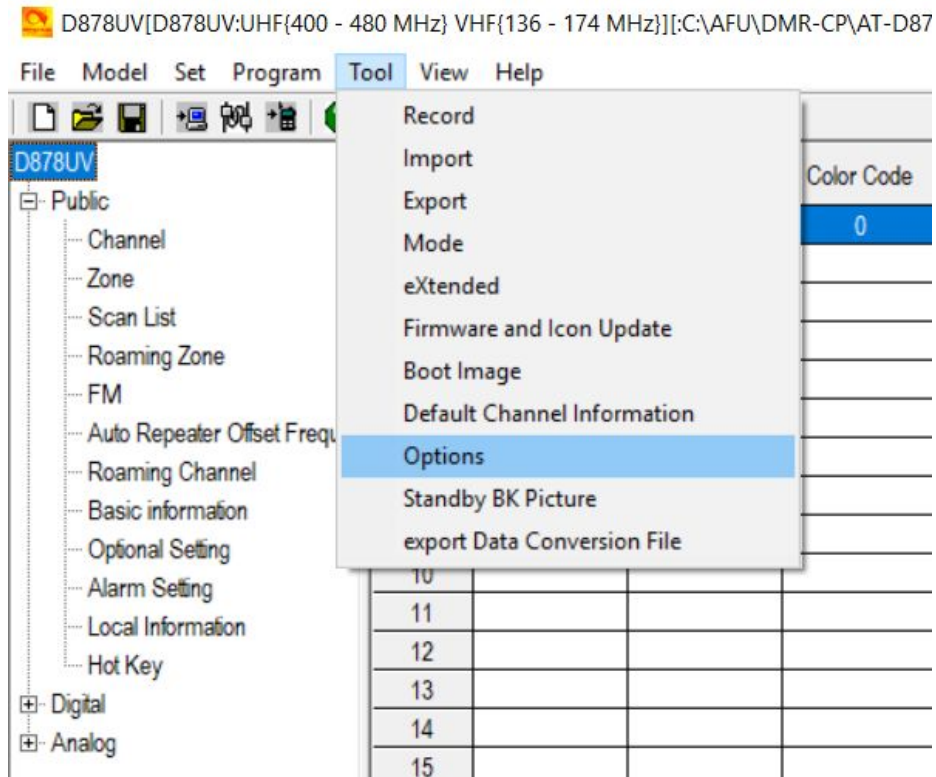 D878UV[D878UV:UHF{400 - 480 MHz} VHF{136 - 174 MHz}][:C:\AFU\DMR-CP\AT-D87
File Model Set Program Tool View Help
D878UV
Public
Channel
Zone
Scan List
Roaming Zone
FM
Auto Repeater Offset Frequ
Roaming Channel
Basic information
Optional Setting
Alarm Setting
Local Information
Hot Key
Digital
Analog
Record
Import
Export
Mode
eXtended
Firmware and Icon Update
Boot Image
Default Channel Information
Options
Standby BK Picture
export Data Conversion File
Color Code
0
10
11
12
13
14
15